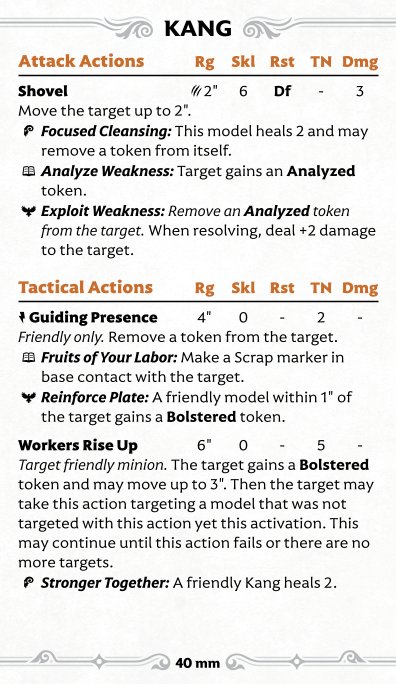 KANG
Attack Actions Rg Skl Rst TN Dmg
Shovel 2" 6 Df - 3
Move the target up to 2".
Focused Cleansing: This model heals 2 and may
remove a token from itself.
Analyze Weakness: Target gains an Analyzed
token.
Exploit Weakness: Remove an Analyzed token
from the target. When resolving, deal +2 damage
to the target.
Tactical Actions Rg Skl Rst TN Dmg
Guiding Presence 4" 0 - 2 -
Friendly only. Remove a token from the target.
Fruits of Your Labor: Make a Scrap marker in
base contact with the target.
Reinforce Plate: A friendly model within 1" of
the target gains a Bolstered token.
Workers Rise Up 6" 0 - 5 -
Target friendly minion. The target gains a Bolstered
token and may move up to 3". Then the target may
take this action targeting a model that was not
targeted with this action yet this activation. This
may continue until this action fails or there are no
more targets.
Stronger Together: A friendly Kang heals 2.
40 mm